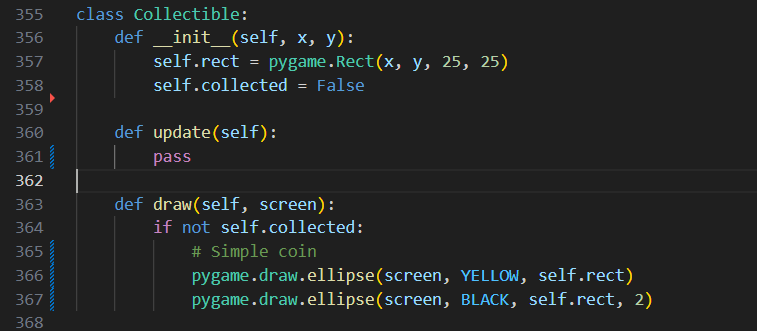 355 class Collectible:
356     def __init__(self, x, y):
357         self.rect = pygame.Rect(x, y, 25, 25)
358         self.collected = False
359
360     def update(self):
361         pass
362
363     def draw(self, screen):
364         if not self.collected:
365             # Simple coin
366             pygame.draw.ellipse(screen, YELLOW, self.rect)
367             pygame.draw.ellipse(screen, BLACK, self.rect, 2)
368